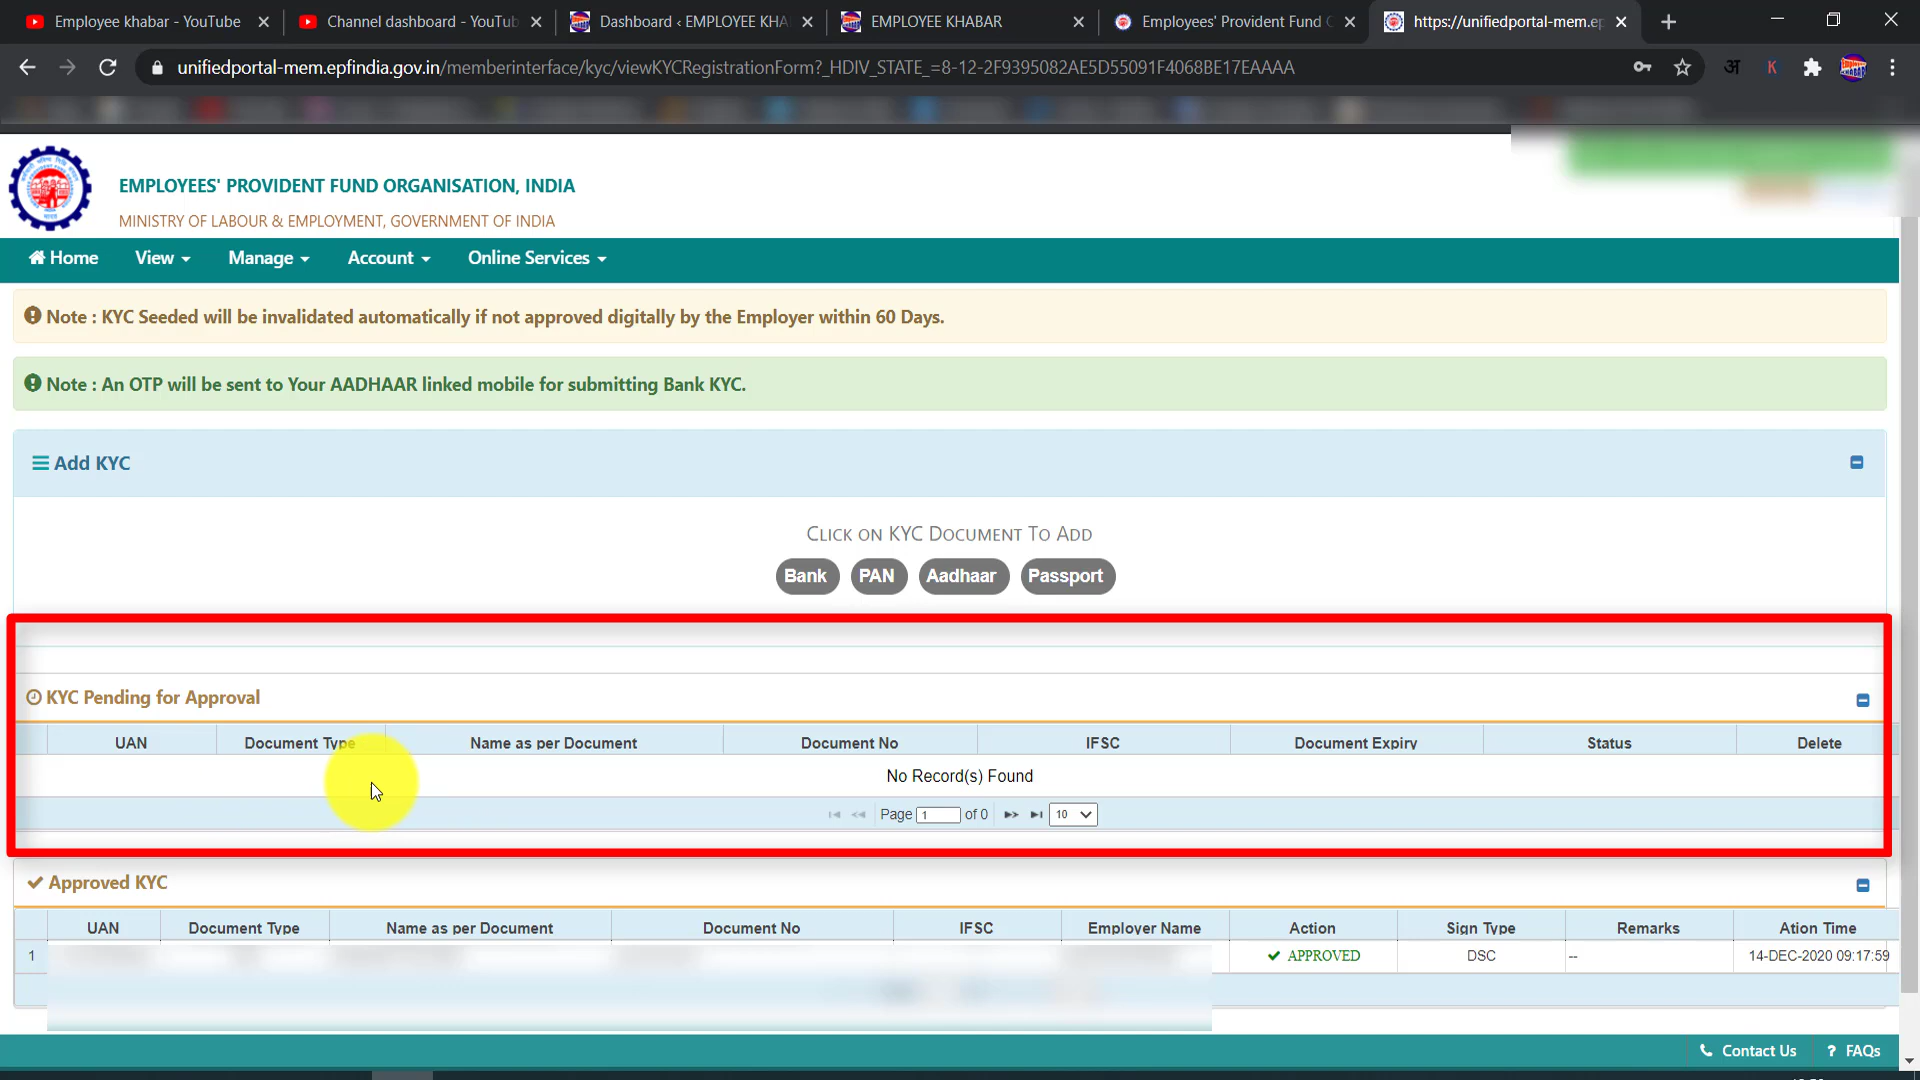 Employee khabar - YouTube
Channel dashboard - YouTub
Dashboard ‹ EMPLOYEE KHA
EMPLOYEE KHABAR
Employees' Provident Fund
https://unifiedportal-mem.ep
unifiedportal-mem.epfindia.gov.in/memberinterface/kyc/viewKYCRegistrationForm?_HDIV_STATE_=8-12-2F9395082AE5D55091F4068BE17EAAAA
अ K
EMPLOYEES' PROVIDENT FUND ORGANISATION, INDIA
MINISTRY OF LABOUR & EMPLOYMENT, GOVERNMENT OF INDIA
Home View Manage Account Online Services
Note : KYC Seeded will be invalidated automatically if not approved digitally by the Employer within 60 Days.
Note : An OTP will be sent to Your AADHAAR linked mobile for submitting Bank KYC.
Add KYC
CLICK ON KYC DOCUMENT TO ADD
Bank PAN Aadhaar Passport
KYC Pending for Approval
UAN Document Type Name as per Document Document No IFSC Document Expiry Status Delete
No Record(s) Found
Page 1 of 0 10
Approved KYC
UAN Document Type Name as per Document Document No IFSC Employer Name Action Sign Type Remarks Ation Time
1 APPROVED DSC -- 14-DEC-2020 09:17:59
Contact Us ? FAQs